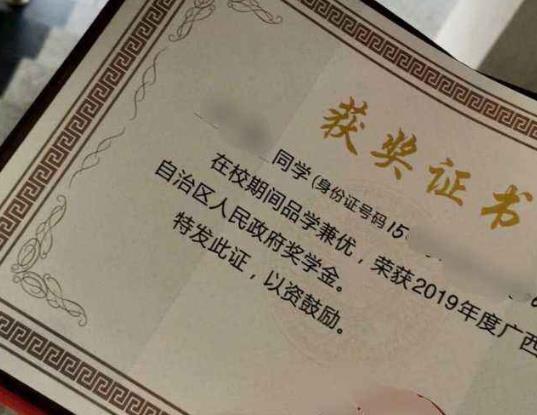 获奖证书
同学(身份证号码15
在校期间品学兼优，荣获2019年度广西
自治区人民政府奖学金。
特发此证，以资鼓励。